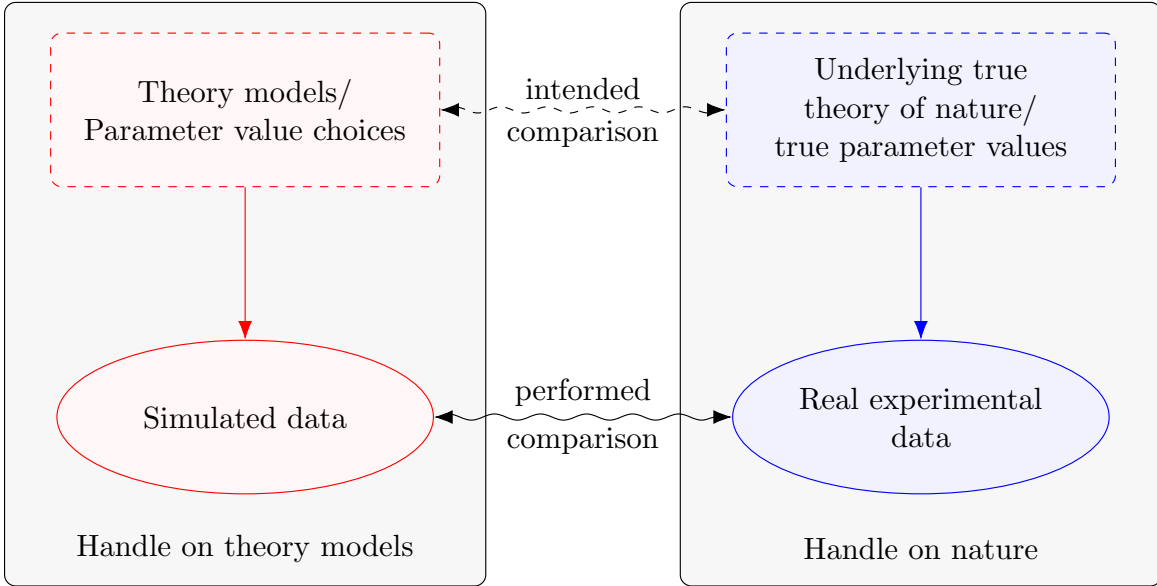 Theory models/
Parameter value choices
intended
comparison
Underlying true
theory of nature/
true parameter values
Simulated data
performed
comparison
Real experimental
data
Handle on theory models
Handle on nature